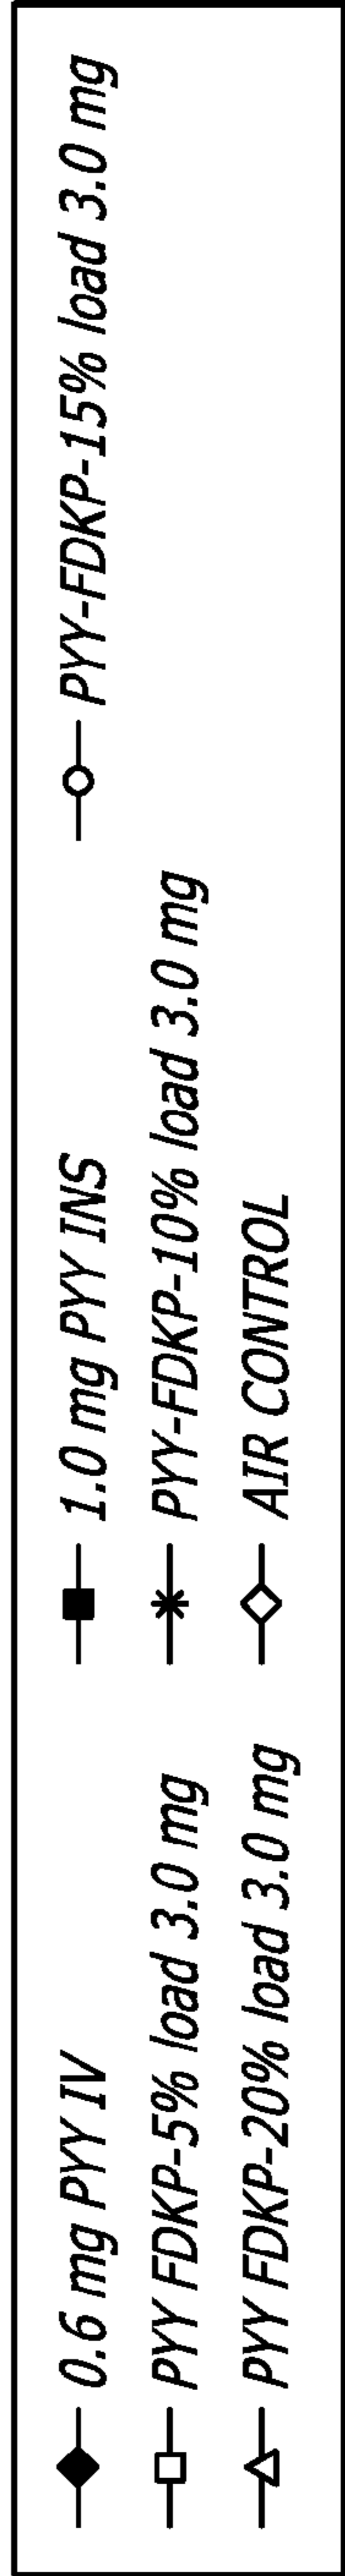 0.6 mg PYY IV
1.0 mg PYY INS
PYY-FDKP-15% load 3.0 mg
PYY FDKP-5% load 3.0 mg
PYY-FDKP-10% load 3.0 mg
PYY FDKP-20% load 3.0 mg
AIR CONTROL